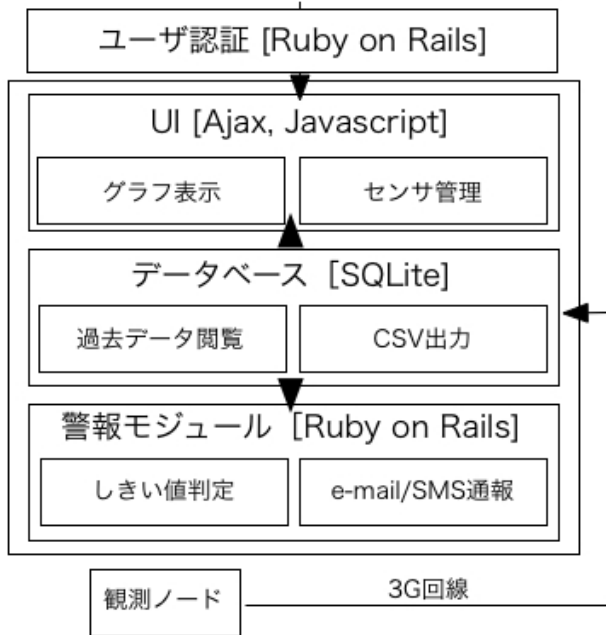 ユーザ認証 [Ruby on Rails]
UI [Ajax, Javascript]
グラフ表示
センサ管理
データベース［SQLite]
過去データ閲覧
CSV出力
警報モジュール［Ruby on Rails]
しきい値判定
e-mail/SMS通報
観測ノード
3G回線